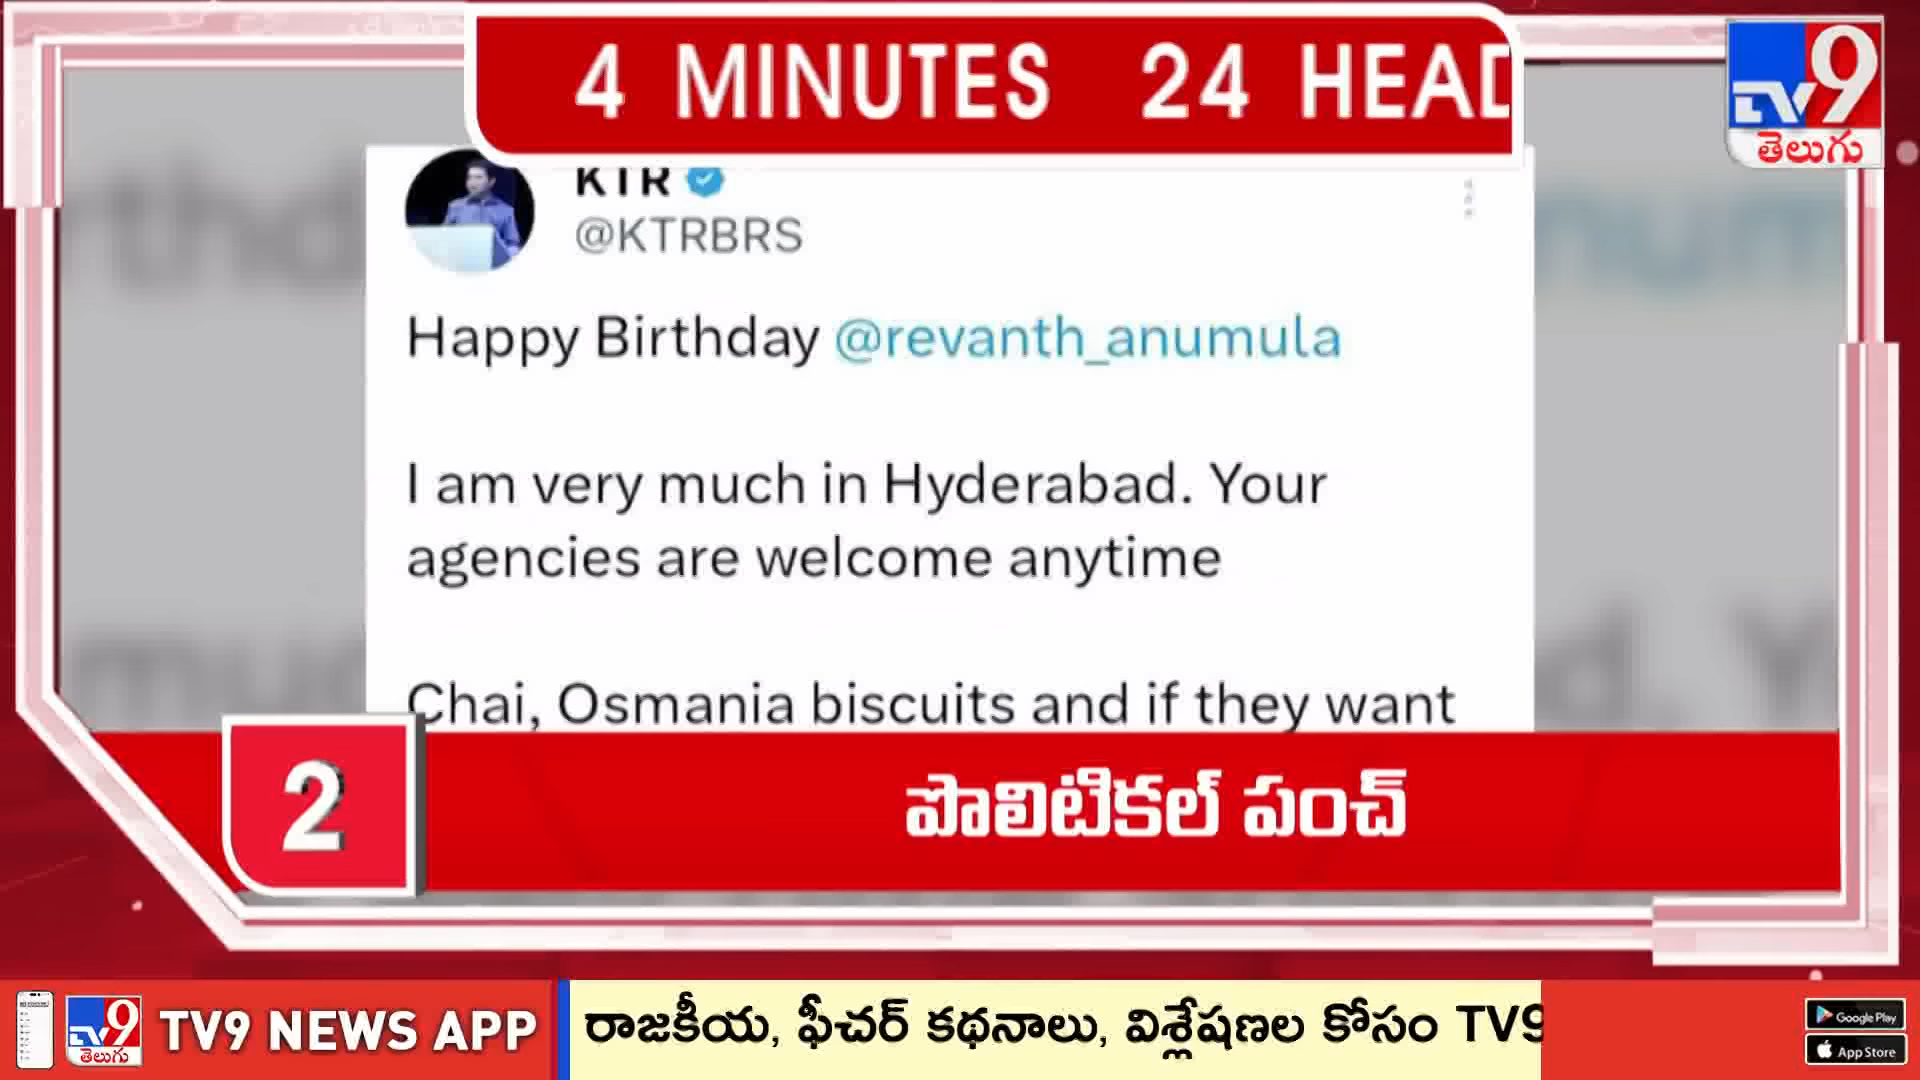 4 MINUTES 24 HEAD
TV9
తెలుగు
KTR
@KTRBRS
Happy Birthday @revanth_anumula
I am very much in Hyderabad. Your
agencies are welcome anytime
Chai, Osmania biscuits and if they want
2
పొలిటికల్ పంచ్
TV9
తెలుగు
TV9 NEWS APP
రాజకీయ, ఫీచర్ కథనాలు, విశ్లేషణల కోసం TV9
Google Play
App Store